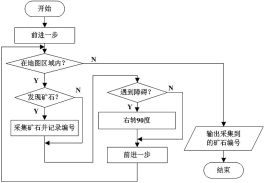 开始
前进一步
在地图区域内?
N
Y
发现矿石?
N
Y
采集矿石并记录编号
遇到障碍?
N
Y
右转90度
前进一步
输出采集到
的矿石编号
结束